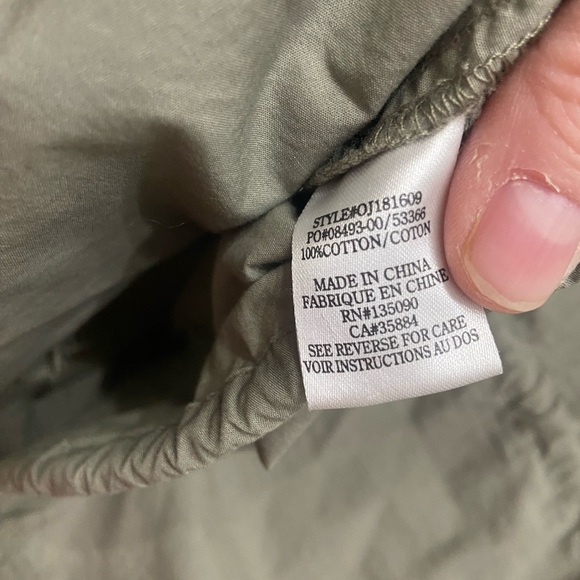 STYLE#OJ181609
PO#08493-00/53366
100%COTTON/COTON
MADE IN CHINA
FABRIQUE EN CHINE
RN#135090
CA#35884
SEE REVERSE FOR CARE
VOIR INSTRUCTIONS AU DOS